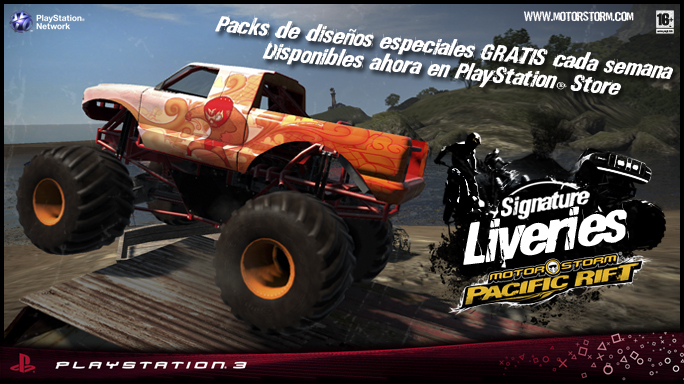 PlayStation®
Network
WWW.MOTORSTORM.COM
16+
Packs de diseños especiales GRATIS cada semana
Disponibles ahora en PlayStation® Store
Signature
Liveries
MOTORSTORM
PACIFIC RIFT
PLAYSTATION 3